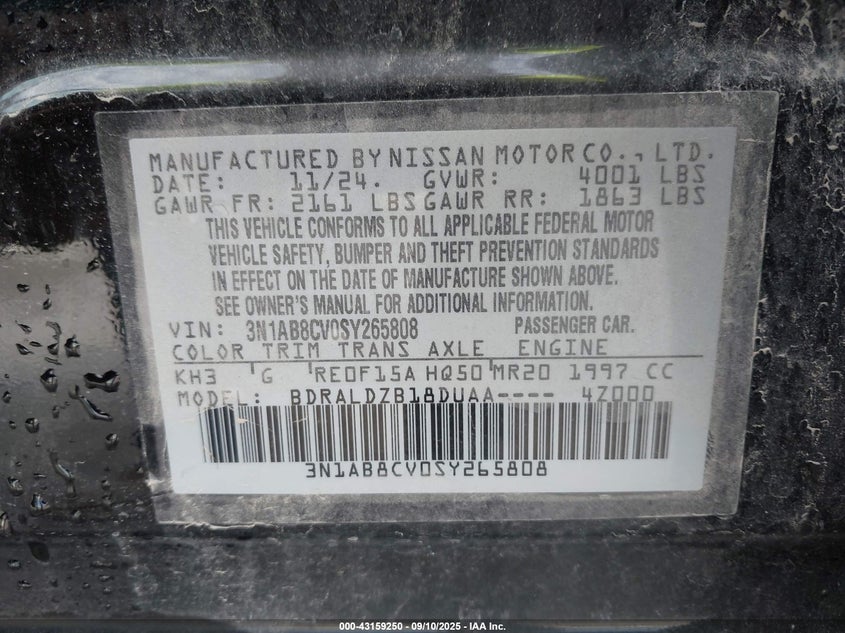 MANUFACTURED BY NISSAN MOTOR CO., LTD.
DATE: 11/24. GVWR: 4001 LBS
GAWR FR: 2161 LBS GAWR RR: 1863 LBS
THIS VEHICLE CONFORMS TO ALL APPLICABLE FEDERAL MOTOR
VEHICLE SAFETY, BUMPER AND THEFT PREVENTION STANDARDS
IN EFFECT ON THE DATE OF MANUFACTURE SHOWN ABOVE.
SEE OWNER'S MANUAL FOR ADDITIONAL INFORMATION.
VIN: 3N1AB8CV0SY265808 PASSENGER CAR.
COLOR TRIM TRANS AXLE ENGINE
KH3 'G 'RE0F15A HQ50'MR20 1997 CC
MODEL: BDRALDZB18DUAA---- 4Z000
3N1AB8CV0SY265808
000-43159250 - 09/10/2025 - IAA Inc.